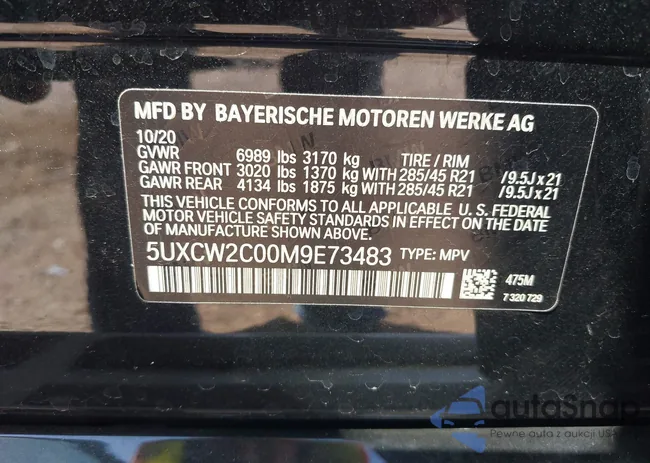 MFD BY BAYERISCHE MOTOREN WERKE AG
10/20
GVWR 6989 lbs 3170 kg TIRE / RIM
GAWR FRONT 3020 lbs 1370 kg WITH 285/45 R21 /9.5J x 21
GAWR REAR 4134 lbs 1875 kg WITH 285/45 R21 /9.5J x 21
THIS VEHICLE CONFORMS TO ALL APPLICABLE U. S. FEDERAL
MOTOR VEHICLE SAFETY STANDARDS IN EFFECT ON THE DATE
OF MANUFACTURE SHOWN ABOVE.
5UXCW2C00M9E73483 TYPE: MPV
475M
7 320 729
autaSnap
Pewne auta z aukcji USA